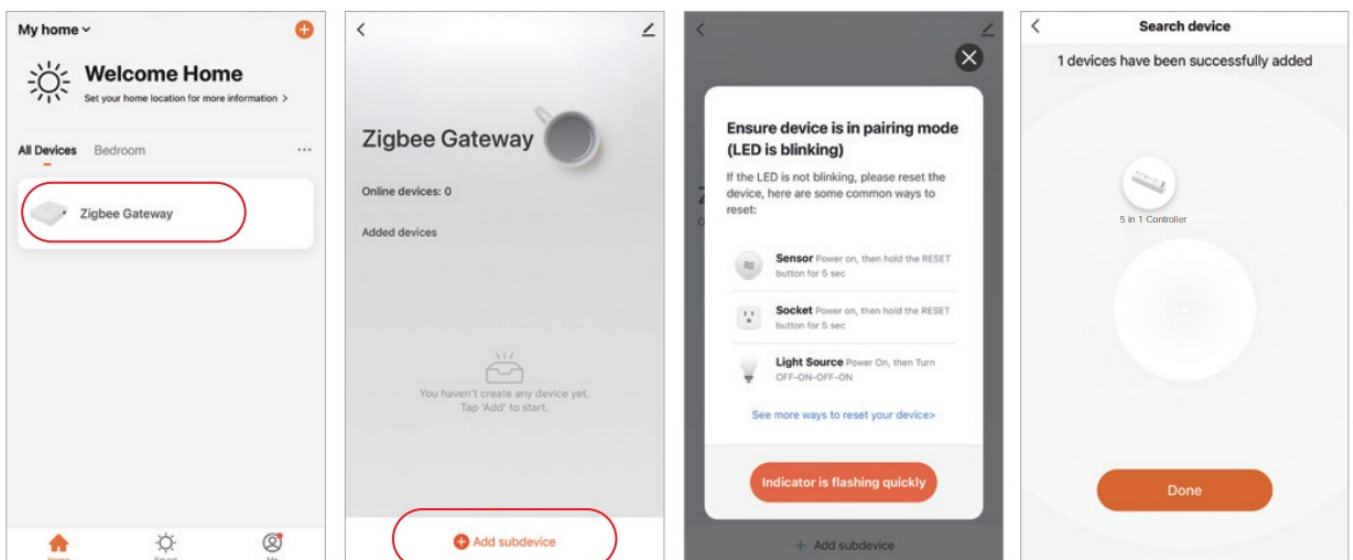 My home
Welcome Home
Set your home location for more information >
All Devices Bedroom ...
Zigbee Gateway
Home Smart Me
Zigbee Gateway
Online devices: 0
Added devices
You haven't create any device yet.
Tap 'Add' to start.
Add subdevice
Ensure device is in pairing mode
(LED is blinking)
If the LED is not blinking, please reset the
device, here are some common ways to
reset:
Sensor Power on, then hold the RESET
button for 5 sec
Socket Power on, then hold the RESET
button for 5 sec
Light Source Power On, then Turn
OFF-ON-OFF-ON
See more ways to reset your device>
Indicator is flashing quickly
+ Add subdevice
Search device
1 devices have been successfully added
5 in 1 Controller
Done